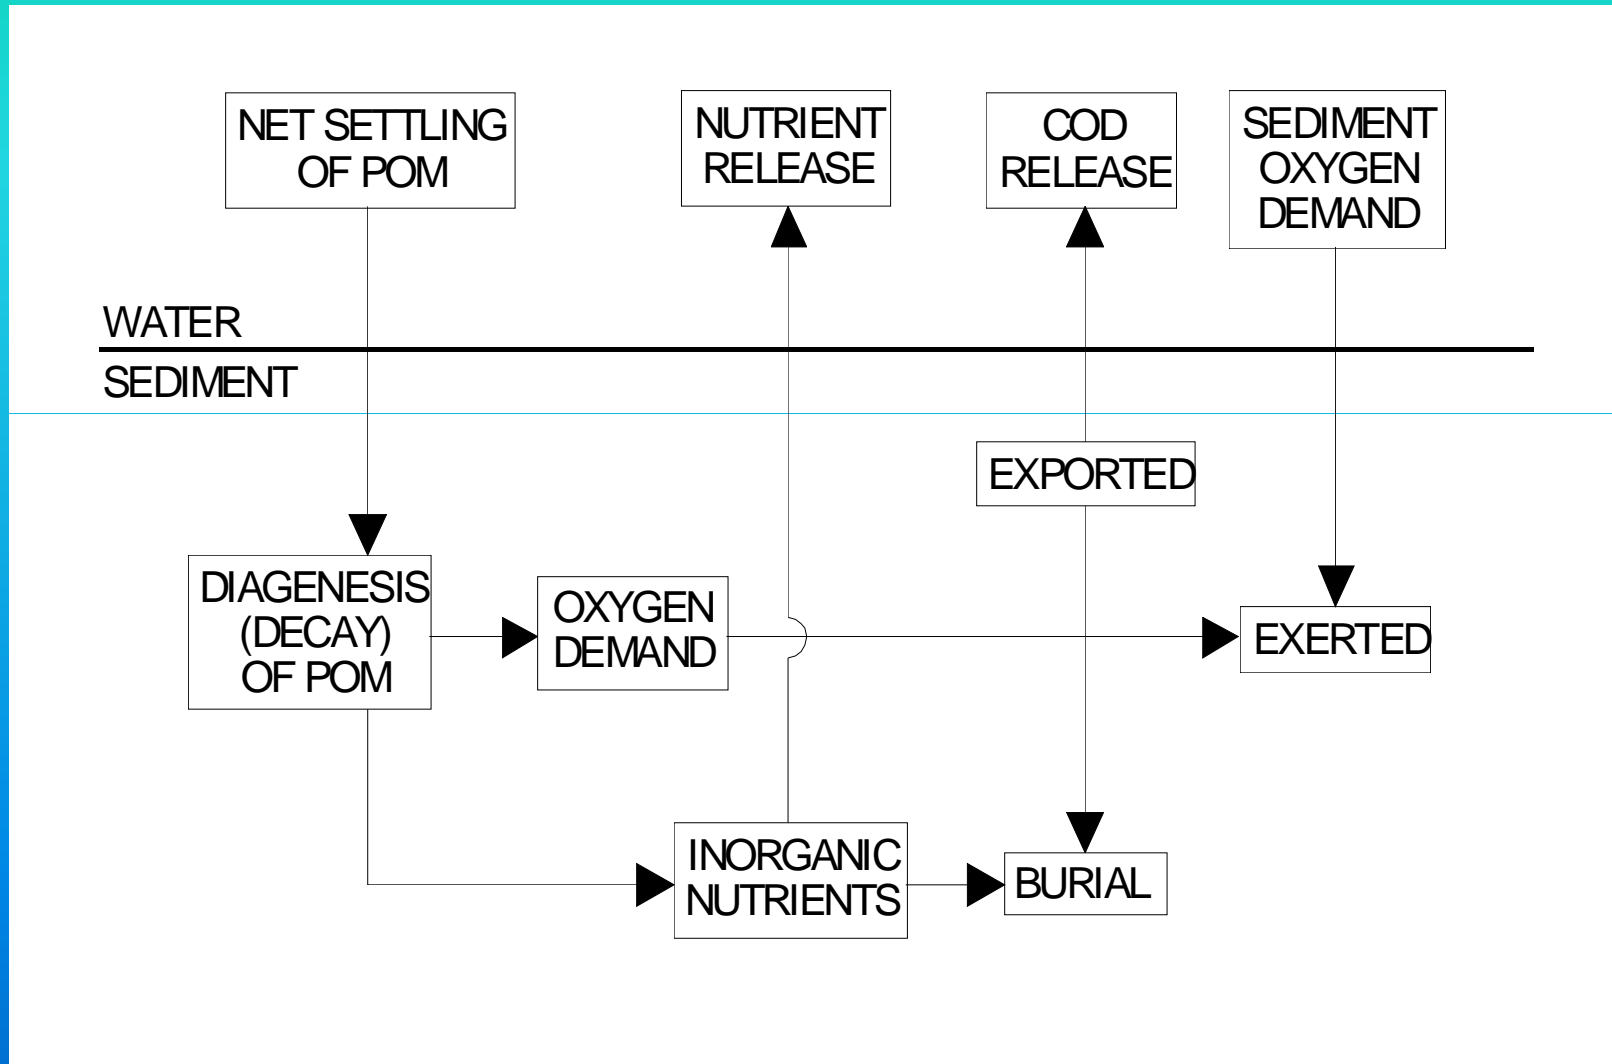 NET SETTLING
OF POM
NUTRIENT
RELEASE
COD
RELEASE
SEDIMENT
OXYGEN
DEMAND
WATER
SEDIMENT
EXPORTED
DIAGENESIS
(DECAY)
OF POM
OXYGEN
DEMAND
EXERTED
INORGANIC
NUTRIENTS
BURIAL